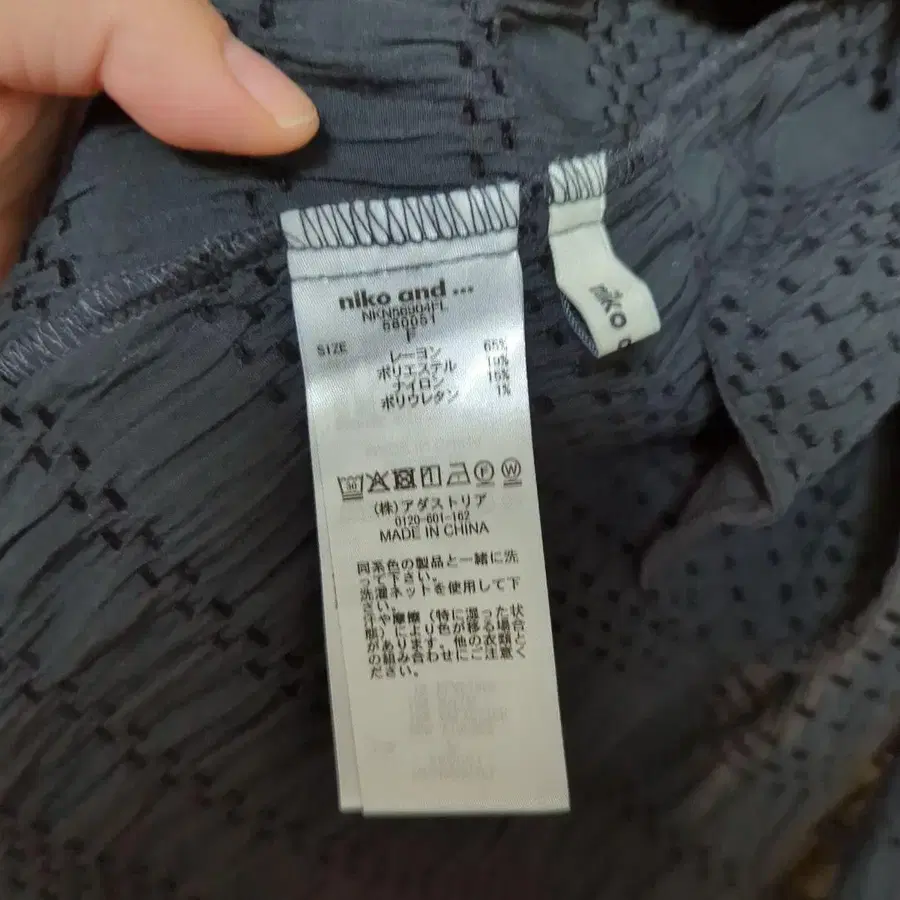 niko and ...
NKN56904FL
580051
SIZE F
レーヨン 65%
ポリエステル 19%
ナイロン 15%
ポリウレタン 1%
30
F W
(株)アダストリア
0120-601-162
MADE IN CHINA
同系色の製品と一緒に洗
って下さい。
洗濯ネットを使用して下
さい。
汗や摩擦(特に湿った状
態)により色が移る場合と
があります。他の衣類と
の組み合わせにご注意く
ださい。
niko